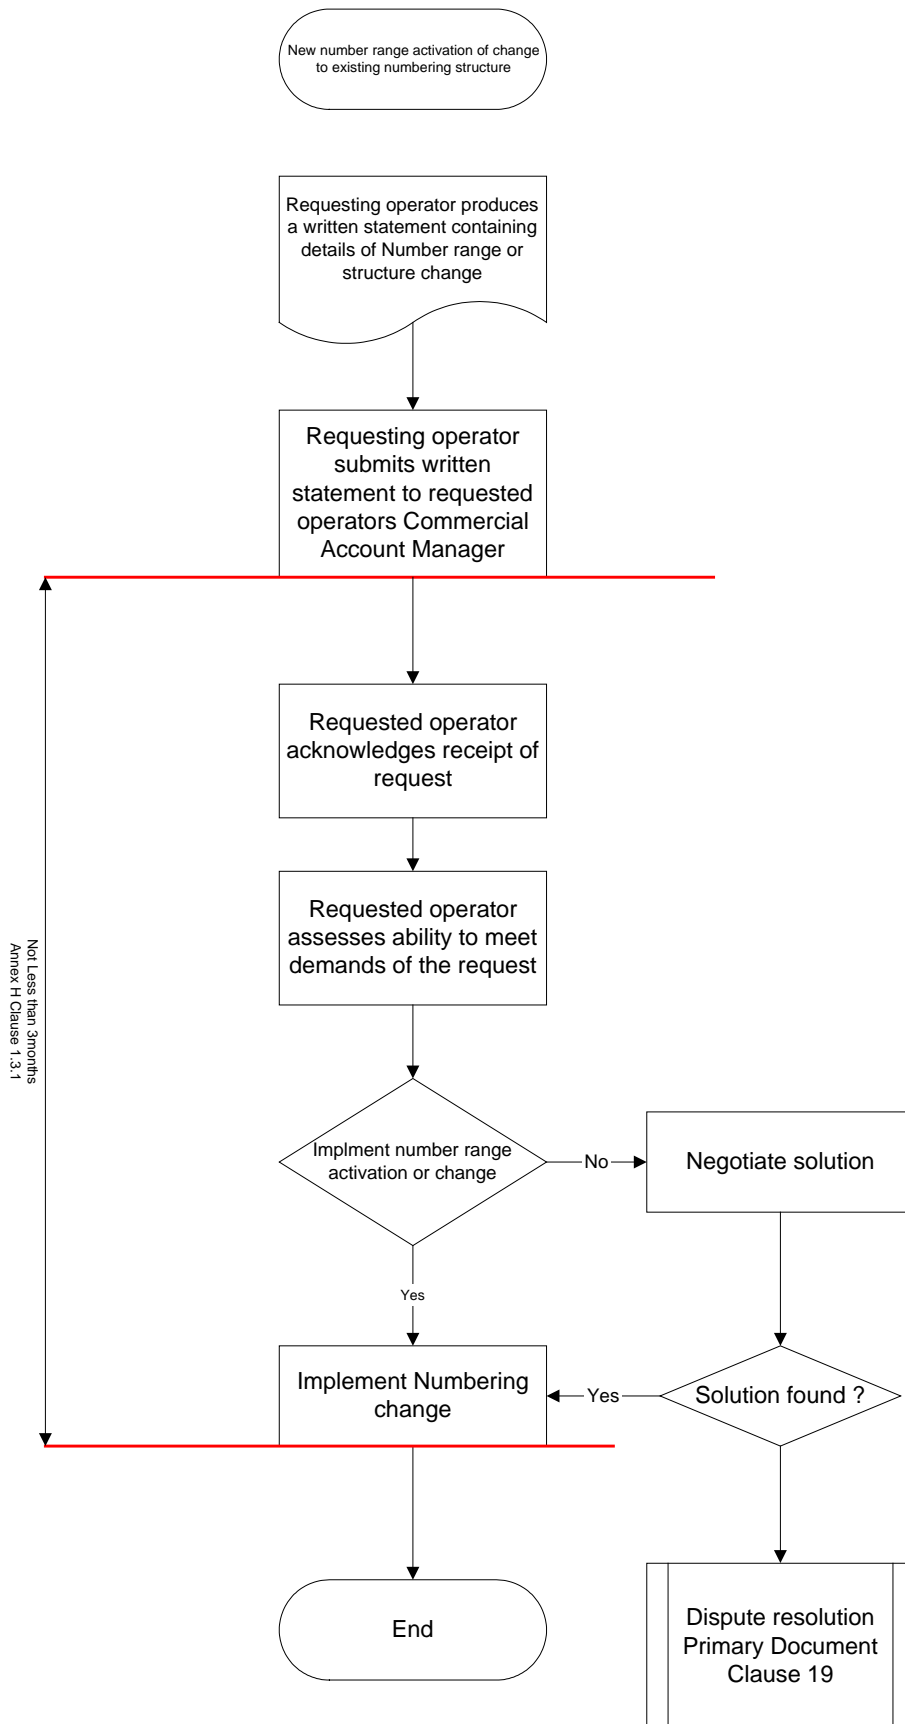 New number range activation of change
to existing numbering structure
Requesting operator produces
a written statement containing
details of Number range or
structure change
Requesting operator
submits written
statement to requested
operators Commercial
Account Manager
Requested operator
acknowledges receipt of
request
Requested operator
assesses ability to meet
demands of the request
Not Less than 3months
Annex H Clause 1.3.1
Implment number range
activation or change
No
Negotiate solution
Yes
Implement Numbering
change
Yes
Solution found ?
End
Dispute resolution
Primary Document
Clause 19